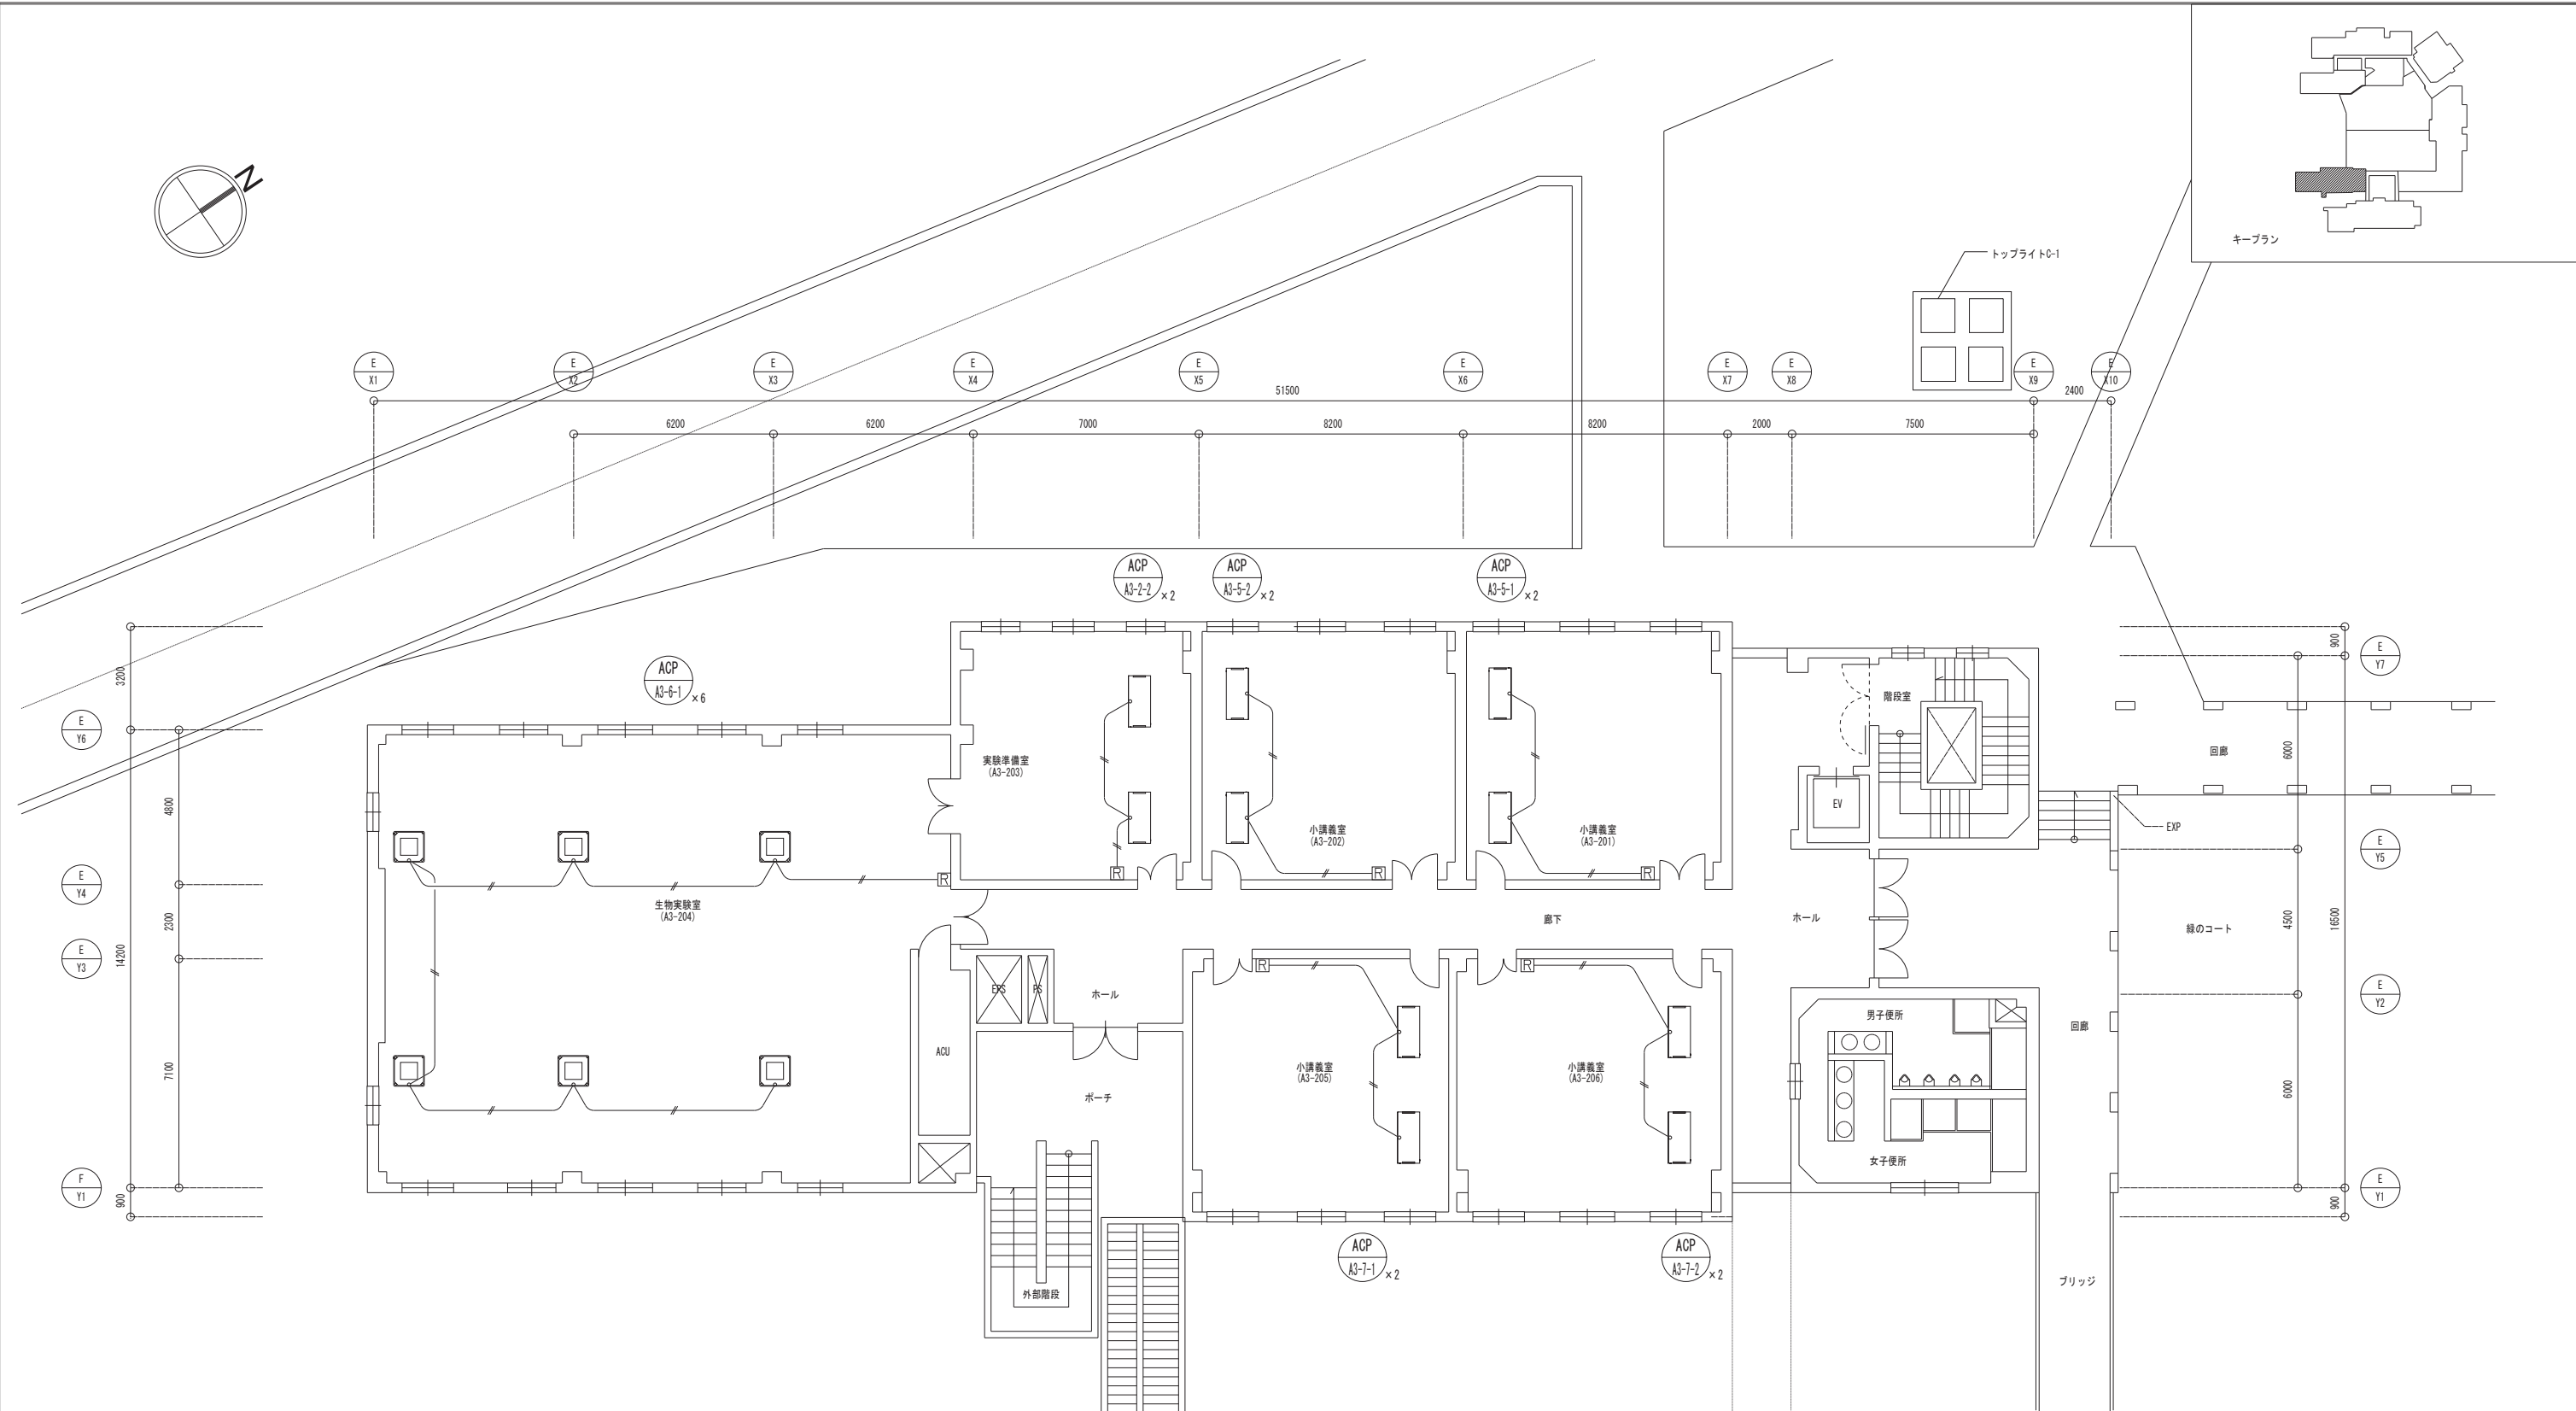 キープラン
N
トップライトC-1
E
X1
E
X2
E
X3
E
X4
E
X5
E
X6
E
X7
E
X8
E
X9
E
X10
51500
2400
6200
6200
7000
8200
8200
2000
7500
ACP
A3-2-2
×2
ACP
A3-5-2
×2
ACP
A3-5-1
×2
ACP
A3-6-1
×6
3200
E
Y6
4800
E
Y4
2300
E
Y3
14200
7100
F
Y1
900
900
E
Y7
6000
E
Y5
4500
16500
E
Y2
6000
E
Y1
900
実験準備室
(A3-203)
小講義室
(A3-202)
小講義室
(A3-201)
階段室
EV
回廊
EXP
R
R
R
R
生物実験室
(A3-204)
廊下
ホール
緑のコート
EPS
PS
ホール
R
R
ACU
ポーチ
小講義室
(A3-205)
小講義室
(A3-206)
男子便所
女子便所
回廊
外部階段
ACP
A3-7-1
×2
ACP
A3-7-2
×2
ブリッジ